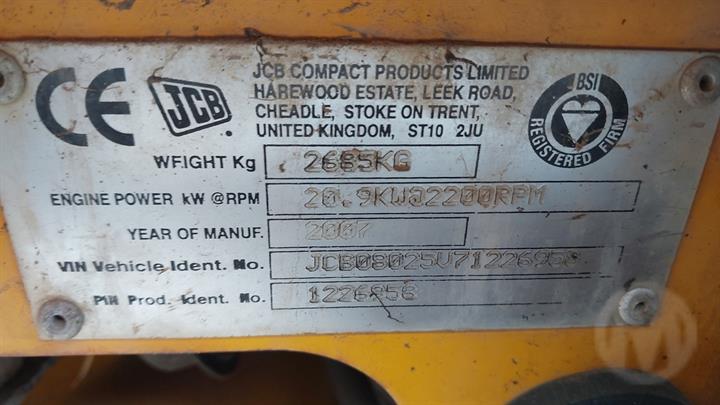 CE
JCB
JCB COMPACT PRODUCTS LIMITED
HAREWOOD ESTATE, LEEK ROAD,
CHEADLE, STOKE ON TRENT,
UNITED KINGDOM, ST10 2JU
BSI
REGISTERED FIRM
WEIGHT Kg 2685KG
ENGINE POWER kW @RPM 20.9KW@2200RPM
YEAR OF MANUF. 2007
VIN Vehicle Ident. No. JCB08025V71226958
PIN Prod. Ident. No. 1226958
M